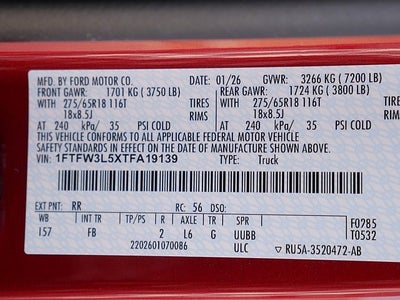 MFD. BY FORD MOTOR CO. 01/26 GVWR: 3266 KG ( 7200 LB)
FRONT GAWR: 1701 KG ( 3750 LB) REAR GAWR: 1724 KG ( 3800 LB)
WITH 275/65R18 116T TIRES WITH 275/65R18 116T TIRES
18x8.5J RIMS 18x8.5J RIMS
AT 240 kPa/ 35 PSI COLD AT 240 kPa/ 35 PSI COLD
THIS VEHICLE CONFORMS TO ALL APPLICABLE FEDERAL MOTOR VEHICLE
SAFETY STANDARDS IN EFFECT ON THE DATE OF MANUFACTURE SHOWN ABOVE.
VIN: 1FTFW3L5XTFA19139 TYPE: Truck
EXT PNT: RR RC: 56 DSO:
WB INT TR TP/PS R AXLE TR SPR F0285
157 FB 2 L6 G UUBB T0532
2202601070086 ULC RU5A-3520472-AB